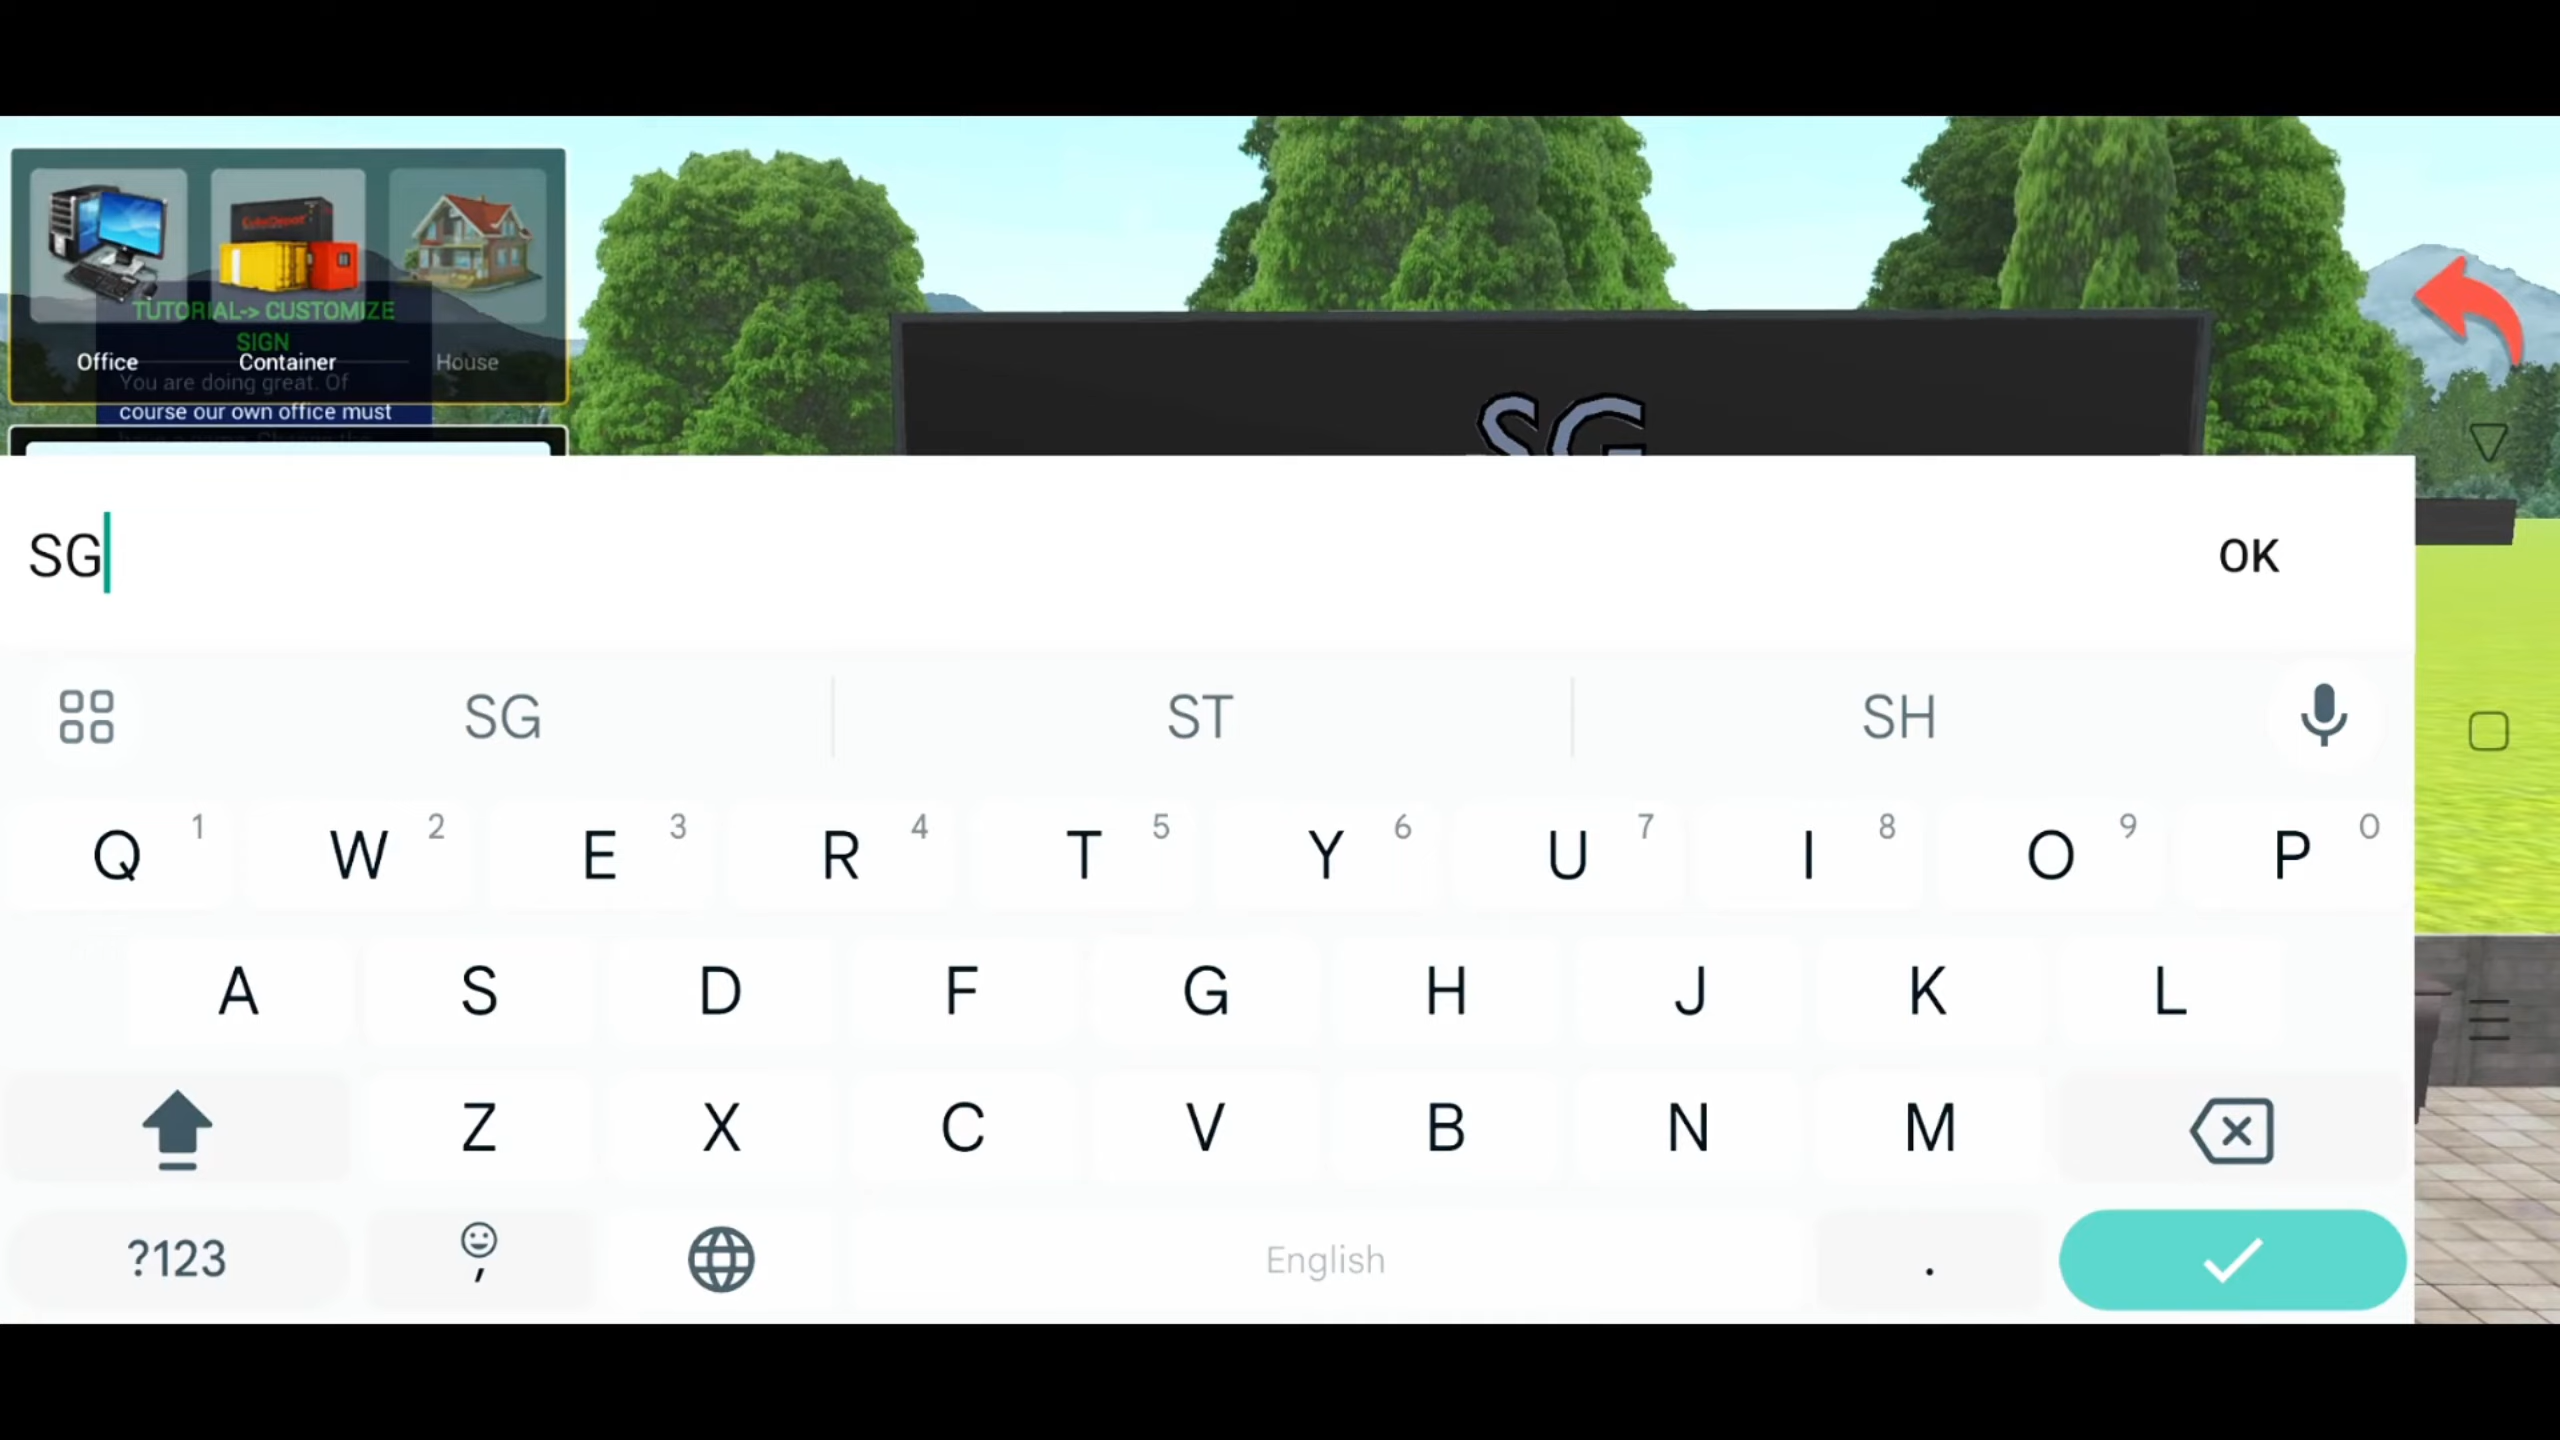 TUTORIAL-> CUSTOMIZE
SIGN
Office Container House
You are doing great. Of
course our own office must
SG
SG OK
SG ST SH
Q 1 W 2 E 3 R 4 T 5 Y 6 U 7 I 8 O 9 P 0
A S D F G H J K L
Z X C V B N M
?123 , English .